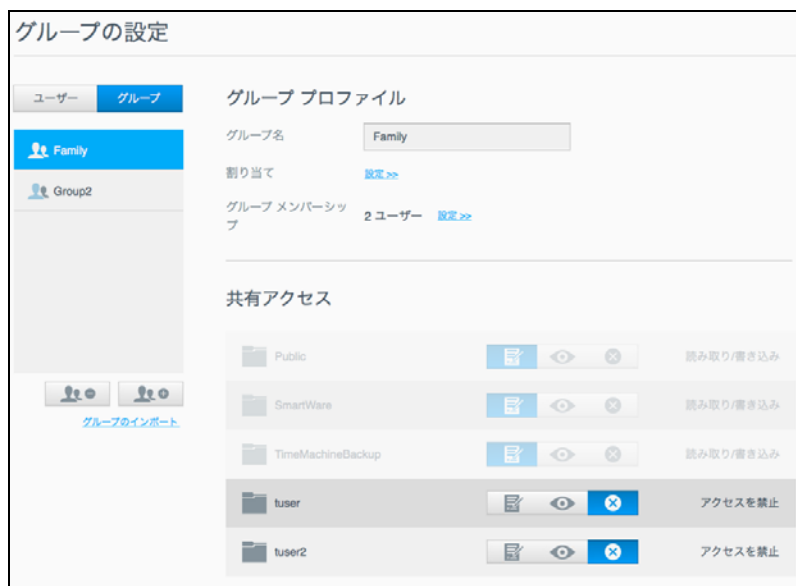 グループの設定
ユーザー グループ
Family
Group2
グループのインポート
グループ プロファイル
グループ名 Family
割り当て 設定 >>
グループ メンバーシッ
プ 2 ユーザー 設定 >>
共有アクセス
Public 読み取り/書き込み
SmartWare 読み取り/書き込み
TimeMachineBackup 読み取り/書き込み
tuser アクセスを禁止
tuser2 アクセスを禁止